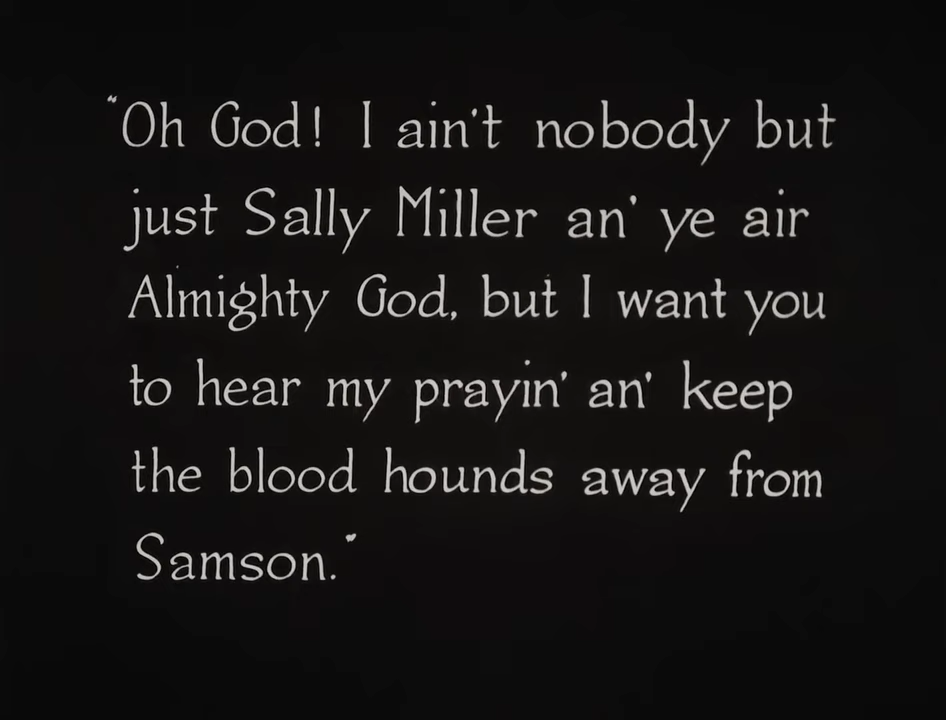 "Oh God! I ain't nobody but
just Sally Miller an' ye air
Almighty God, but I want you
to hear my prayin' an' keep
the blood hounds away from
Samson."